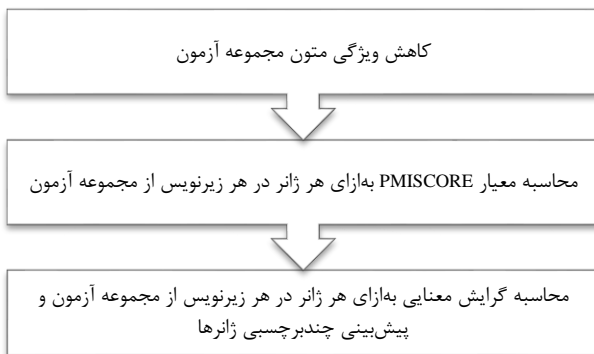 کاهش ویژگی متون مجموعه آزمون
محاسبه معیار PMISCORE به‌ازای هر ژانر در هر زیرنویس از مجموعه آزمون
محاسبه گرایش معنایی به‌ازای هر ژانر در هر زیرنویس از مجموعه آزمون و
پیش‌بینی چندبرچسبی ژانرها